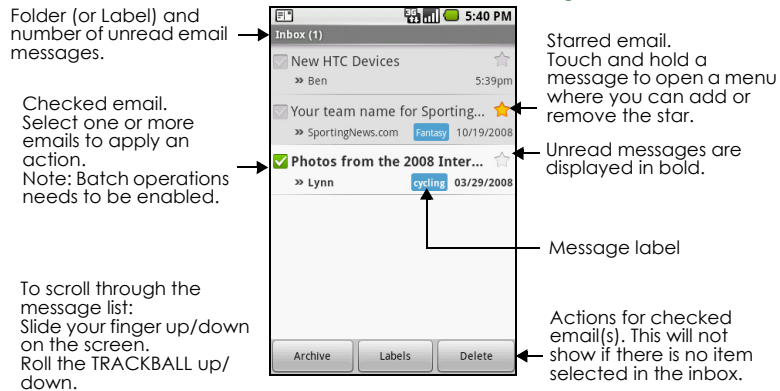 Folder (or Label) and
number of unread email
messages.
Checked email.
Select one or more
emails to apply an
action.
Note: Batch operations
needs to be enabled.
To scroll through the
message list:
Slide your finger up/down
on the screen.
Roll the TRACKBALL up/
down.
3G 5:40 PM
Inbox (1)
New HTC Devices
» Ben 5:39pm
Your team name for Sporting...
» SportingNews.com Fantasy 10/19/2008
Photos from the 2008 Inter...
» Lynn cycling 03/29/2008
Archive Labels Delete
Starred email.
Touch and hold a
message to open a menu
where you can add or
remove the star.
Unread messages are
displayed in bold.
Message label
Actions for checked
email(s). This will not
show if there is no item
selected in the inbox.